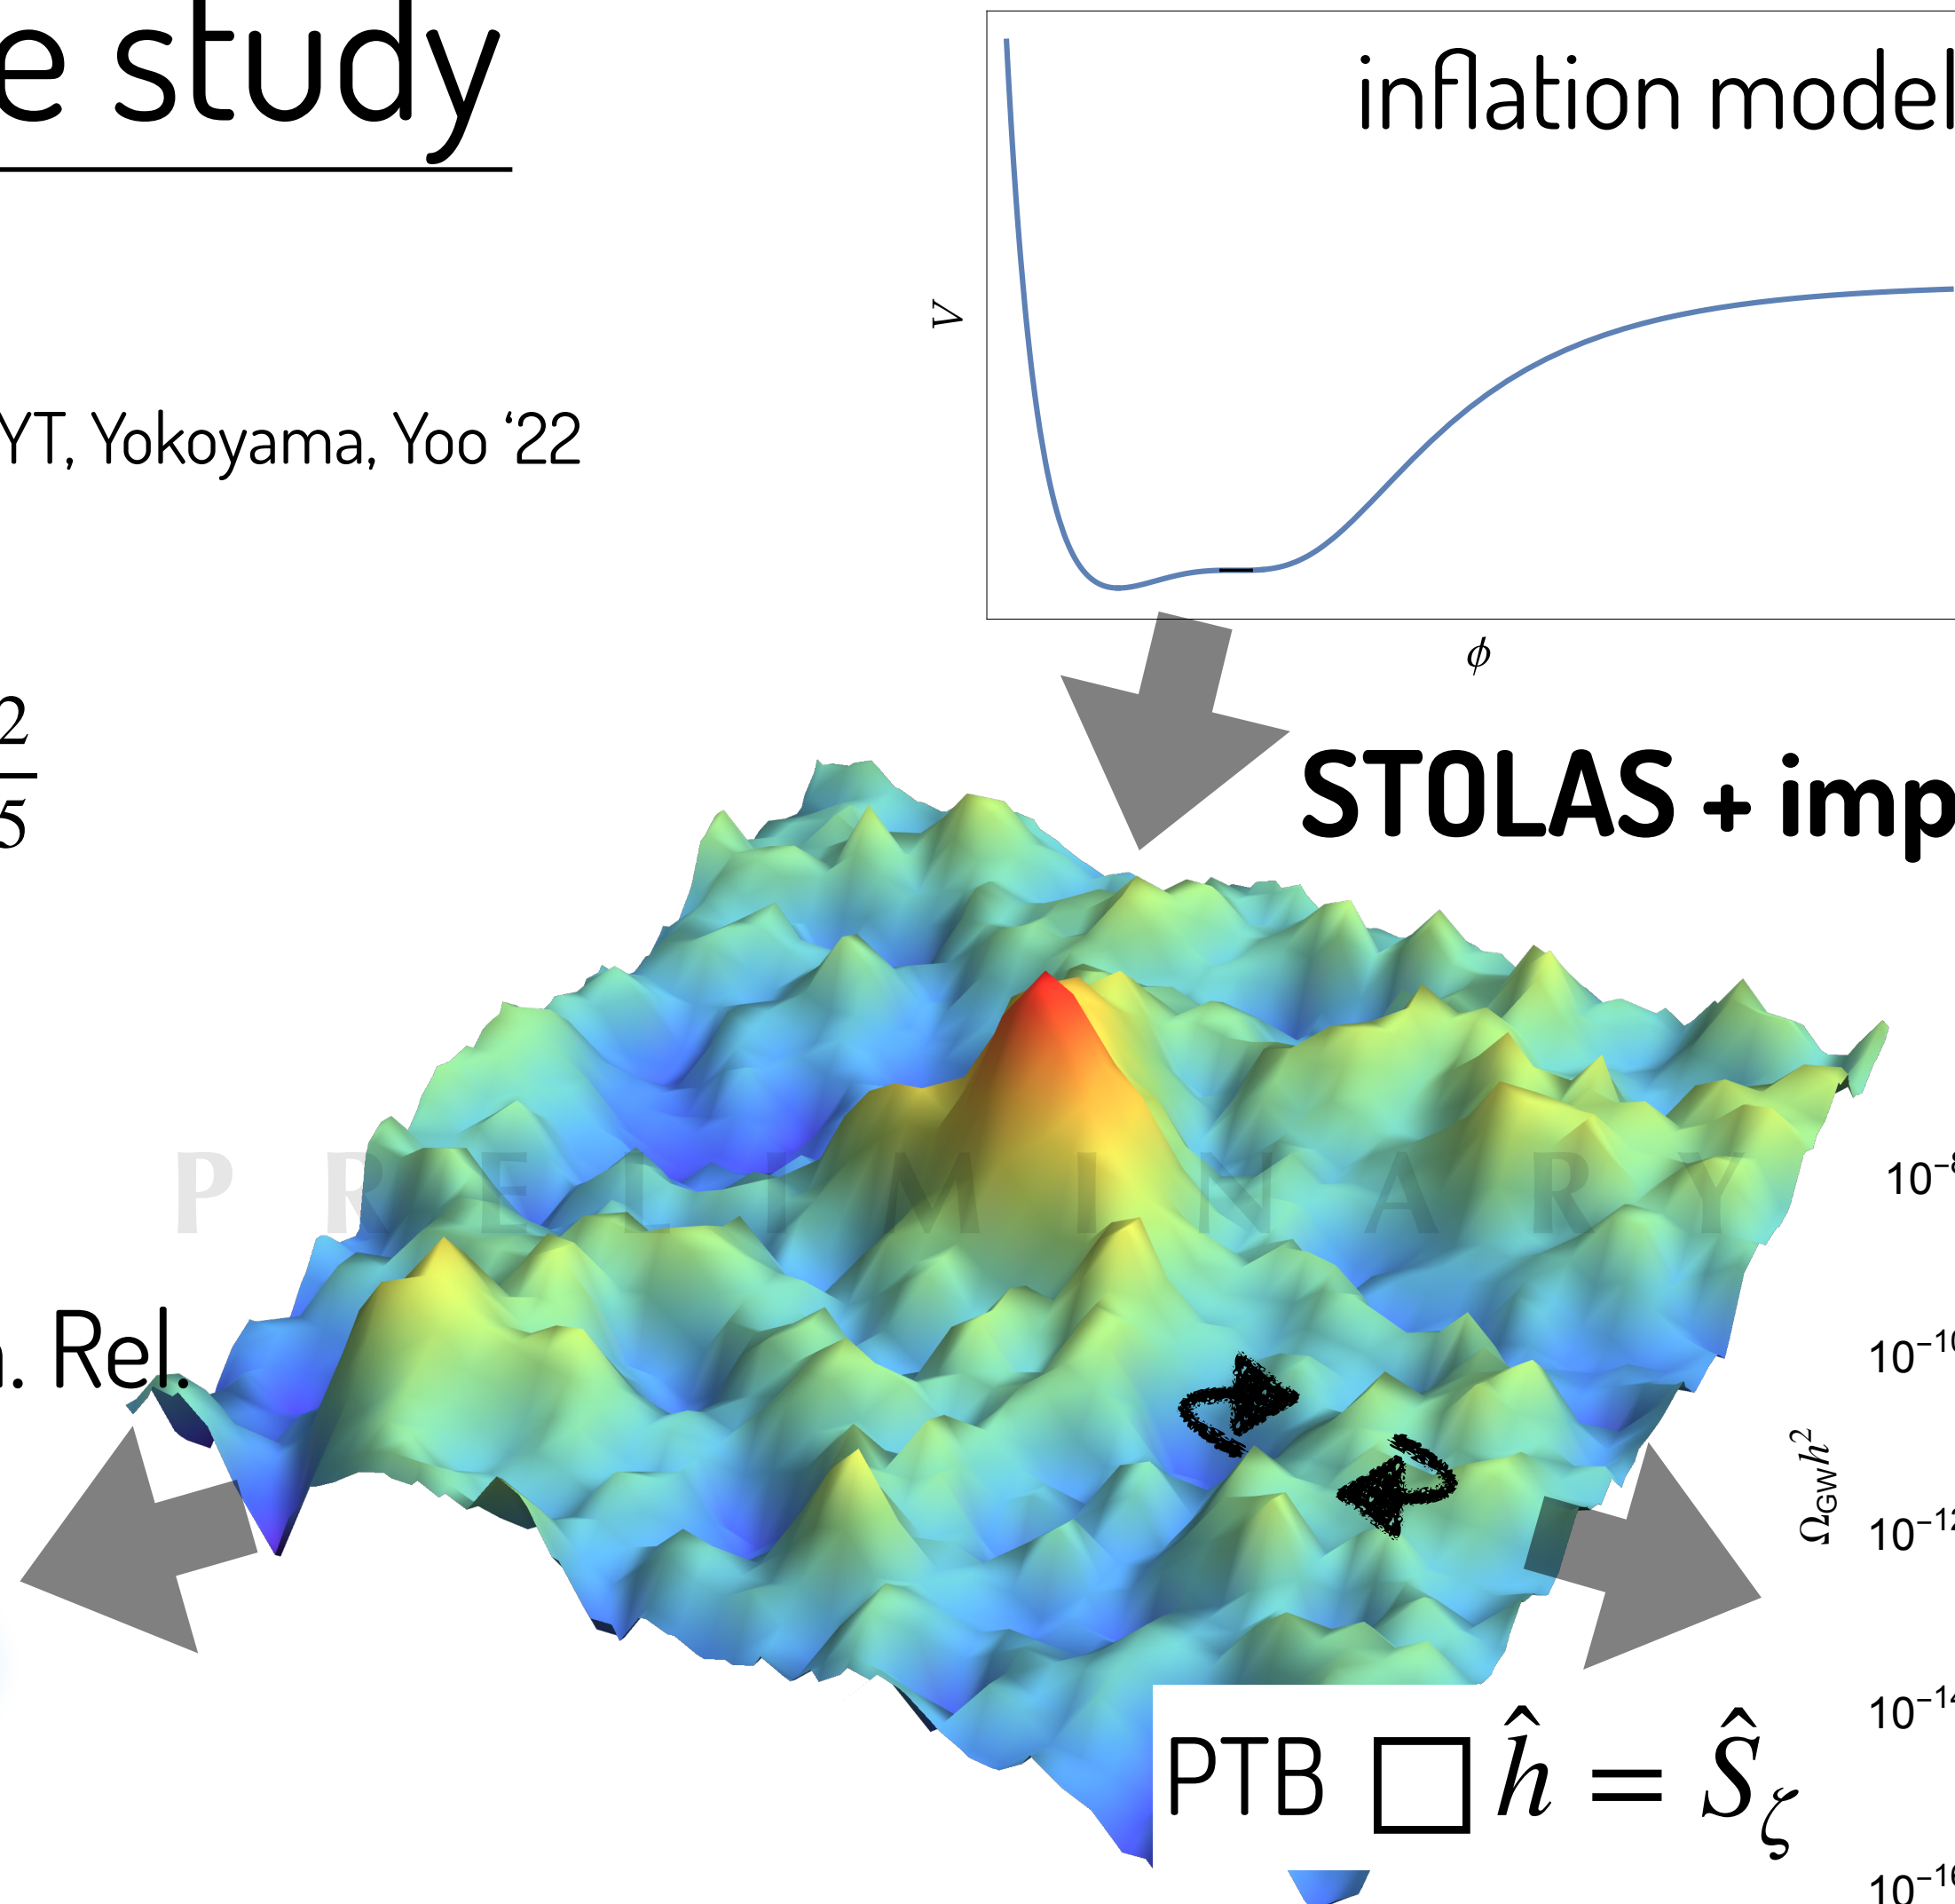 e study
inflation model
V
YT, Yokoyama, Yoo ‘22
ϕ
2
5
STOLAS + imp
PRELIMINARY
10⁻⁸
. Rel.
10⁻¹⁰
Ω_GW h²
10⁻¹²
10⁻¹⁴
PTB □ ĥ = Ŝ_ζ
10⁻¹⁶